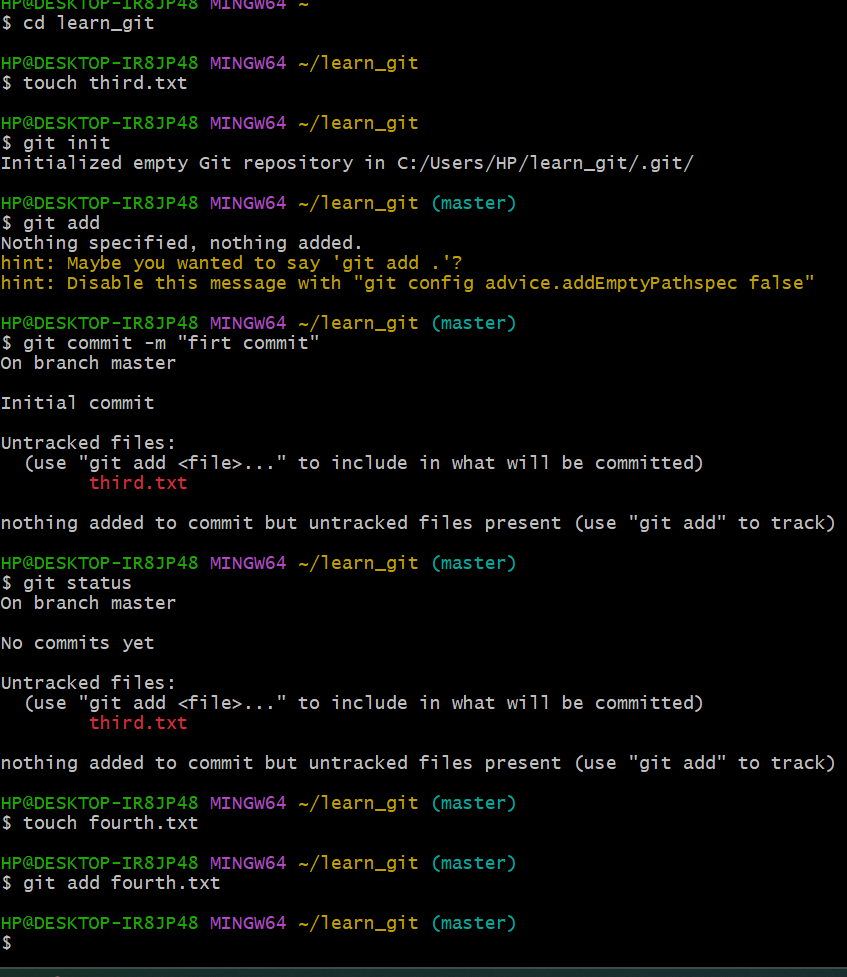 HP@DESKTOP-IR8JP48 MINGW64 ~
$ cd learn_git
HP@DESKTOP-IR8JP48 MINGW64 ~/learn_git
$ touch third.txt
HP@DESKTOP-IR8JP48 MINGW64 ~/learn_git
$ git init
Initialized empty Git repository in C:/Users/HP/learn_git/.git/
HP@DESKTOP-IR8JP48 MINGW64 ~/learn_git (master)
$ git add
Nothing specified, nothing added.
hint: Maybe you wanted to say 'git add .'?
hint: Disable this message with "git config advice.addEmptyPathspec false"
HP@DESKTOP-IR8JP48 MINGW64 ~/learn_git (master)
$ git commit -m "firt commit"
On branch master
Initial commit
Untracked files:
  (use "git add <file>..." to include in what will be committed)
        third.txt
nothing added to commit but untracked files present (use "git add" to track)
HP@DESKTOP-IR8JP48 MINGW64 ~/learn_git (master)
$ git status
On branch master
No commits yet
Untracked files:
  (use "git add <file>..." to include in what will be committed)
        third.txt
nothing added to commit but untracked files present (use "git add" to track)
HP@DESKTOP-IR8JP48 MINGW64 ~/learn_git (master)
$ touch fourth.txt
HP@DESKTOP-IR8JP48 MINGW64 ~/learn_git (master)
$ git add fourth.txt
HP@DESKTOP-IR8JP48 MINGW64 ~/learn_git (master)
$